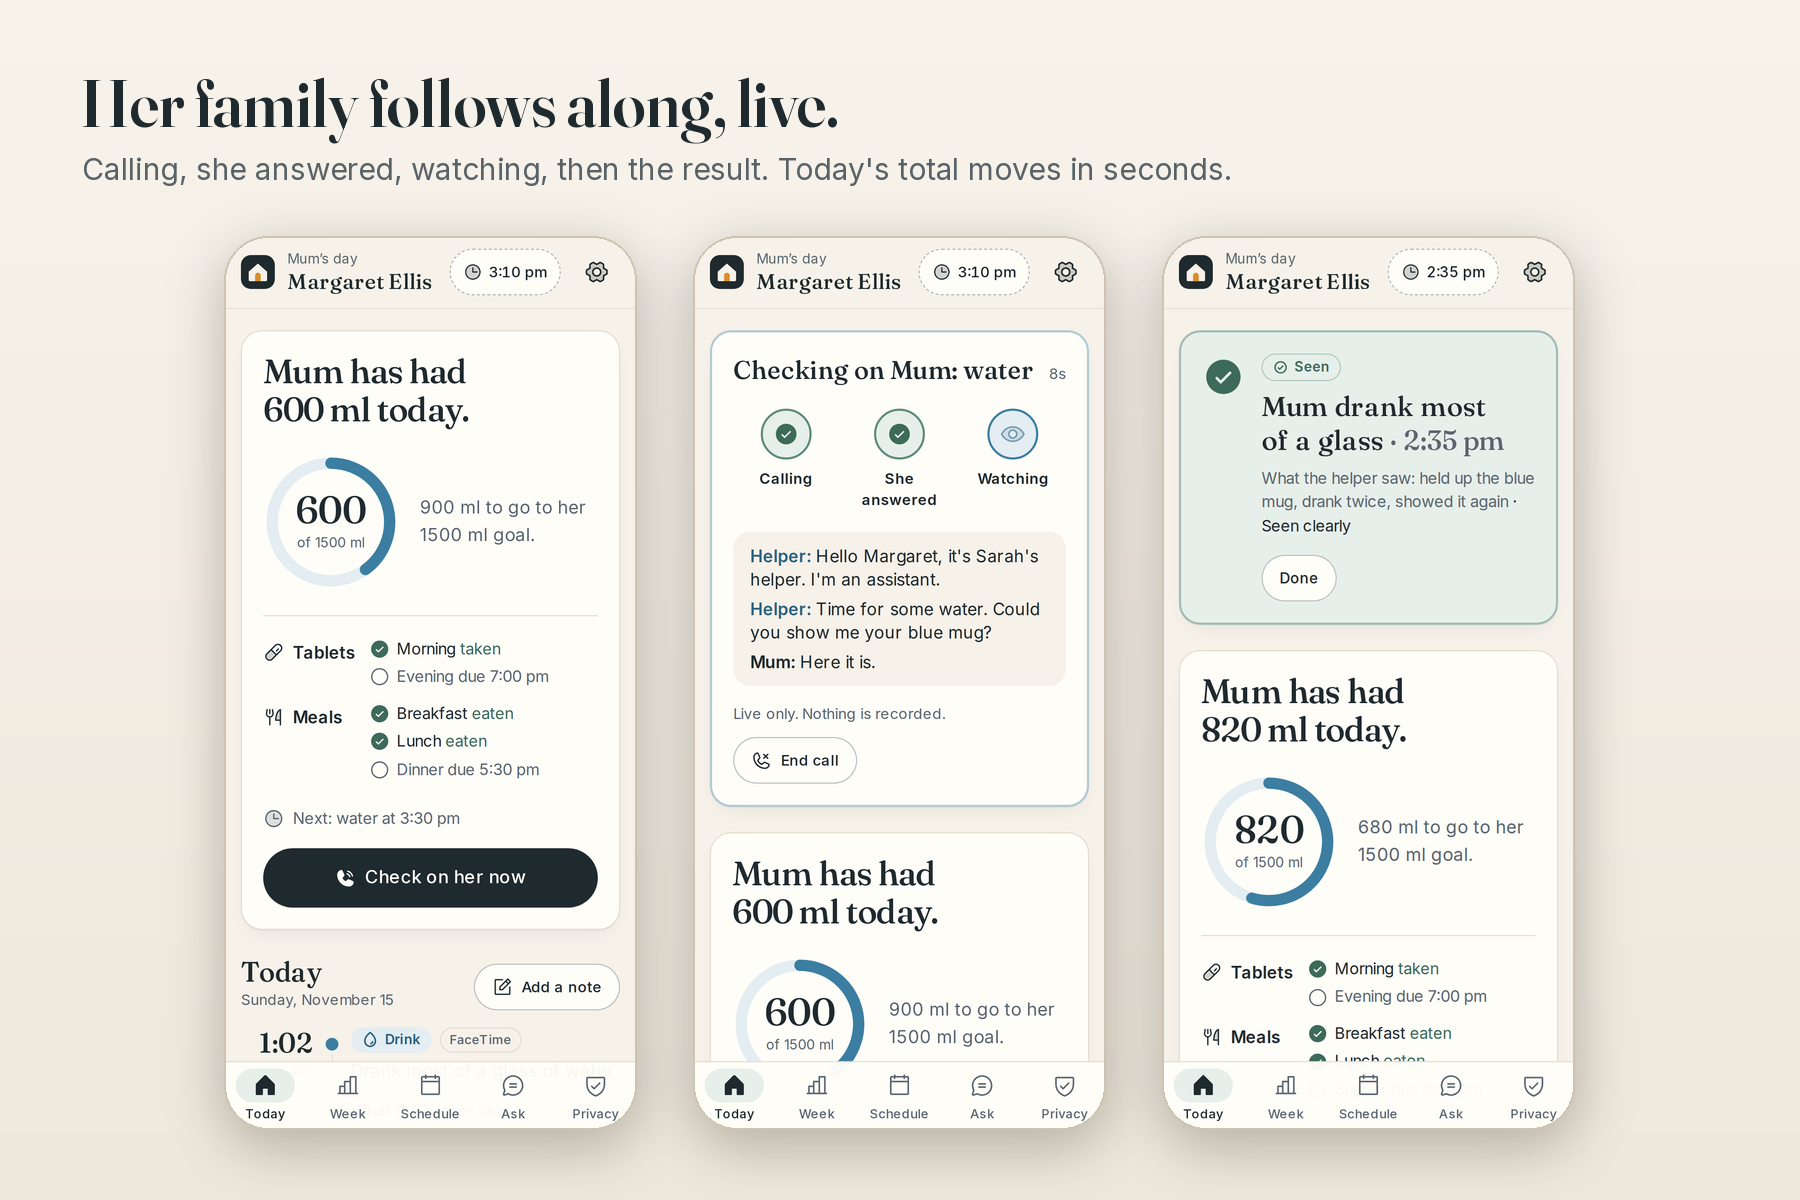 Her family follows along, live.
Calling, she answered, watching, then the result. Today's total moves in seconds.
Mum's day
Margaret Ellis
3:10 pm
Mum has had
600 ml today.
600
of 1500 ml
900 ml to go to her
1500 ml goal.
Tablets
Morning taken
Evening due 7:00 pm
Meals
Breakfast eaten
Lunch eaten
Dinner due 5:30 pm
Next: water at 3:30 pm
Check on her now
Today
Sunday, November 15
Add a note
1:02
Drink
FaceTime
pm
Drank most of a glass of water
Today
Week
Schedule
Ask
Privacy
Mum's day
Margaret Ellis
3:10 pm
Checking on Mum: water
8s
Calling
She
answered
Watching
Helper: Hello Margaret, it's Sarah's
helper. I'm an assistant.
Helper: Time for some water. Could
you show me your blue mug?
Mum: Here it is.
Live only. Nothing is recorded.
End call
Mum has had
600 ml today.
600
of 1500 ml
900 ml to go to her
1500 ml goal.
Today
Week
Schedule
Ask
Privacy
Mum's day
Margaret Ellis
2:35 pm
Seen
Mum drank most
of a glass · 2:35 pm
What the helper saw: held up the blue
mug, drank twice, showed it again ·
Seen clearly
Done
Mum has had
820 ml today.
820
of 1500 ml
680 ml to go to her
1500 ml goal.
Tablets
Morning taken
Evening due 7:00 pm
Meals
Breakfast eaten
Lunch eaten
Today
Week
Schedule
Ask
Privacy